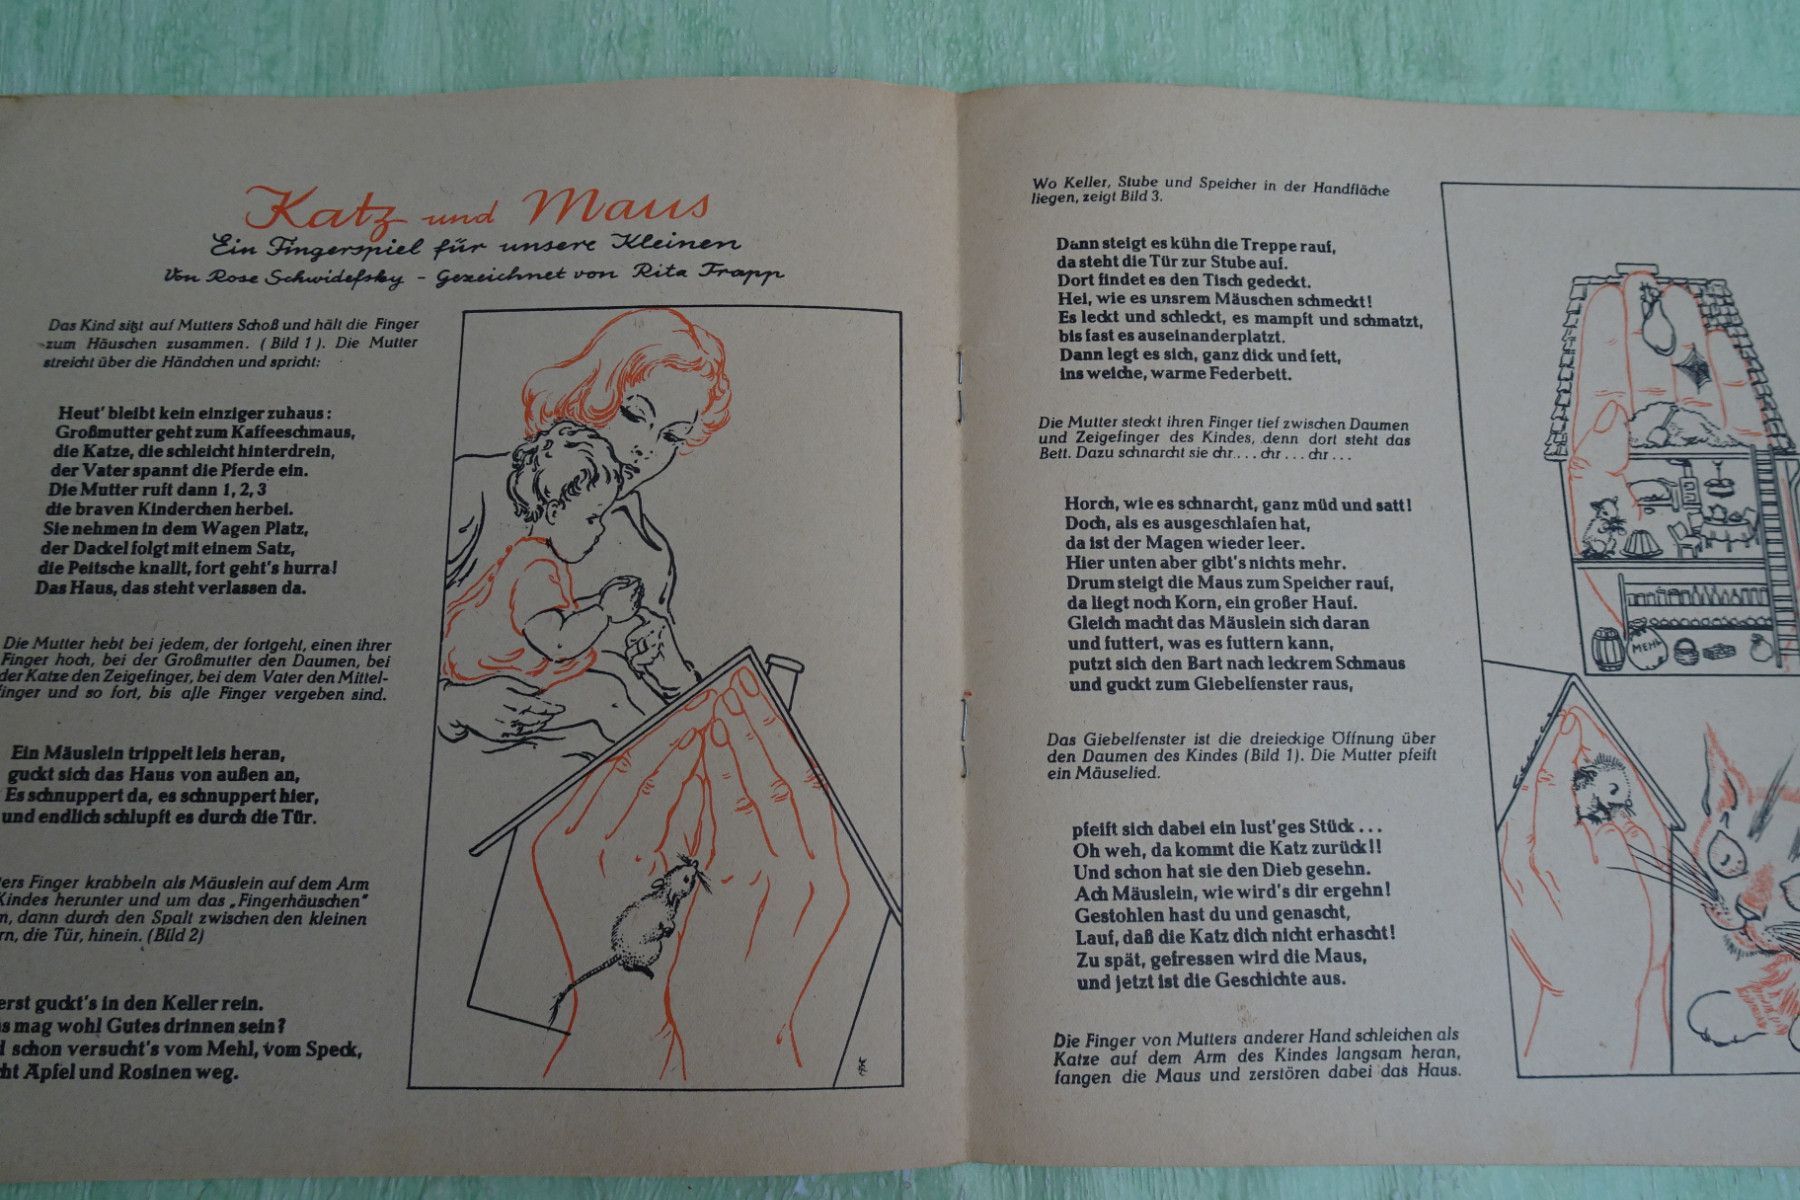 Katz und Maus
Ein Fingerspiel für unsere Kleinen
Von Rose Schwidefsky - Gezeichnet von Rita Trapp
Das Kind sitzt auf Mutters Schoß und hält die Finger
zum Häuschen zusammen. (Bild 1). Die Mutter
streicht über die Händchen und spricht:
Heut' bleibt kein einziger zuhaus:
Großmutter geht zum Kaffeeschmaus,
die Katze, die schleicht hinterdrein,
der Vater spannt die Pferde ein.
Die Mutter ruft dann 1, 2, 3
die braven Kinderchen herbei.
Sie nehmen in dem Wagen Platz,
der Dackel folgt mit einem Satz,
die Peitsche knallt, fort geht's hurra!
Das Haus, das steht verlassen da.
Die Mutter hebt bei jedem, der fortgeht, einen ihrer
Finger hoch, bei der Großmutter den Daumen, bei
der Katze den Zeigefinger, bei dem Vater den Mittel-
finger und so fort, bis alle Finger vergeben sind.
Ein Mäuslein trippelt leis heran,
guckt sich das Haus von außen an,
Es schnuppert da, es schnuppert hier,
und endlich schlupft es durch die Tür.
ters Finger krabbeln als Mäuslein auf dem Arm
Kindes herunter und um das „Fingerhäuschen"
m, dann durch den Spalt zwischen den kleinen
rn, die Tür, hinein. (Bild 2)
erst guckt's in den Keller rein.
s mag wohl Gutes drinnen sein?
d schon versucht's vom Mehl, vom Speck,
ht Äpfel und Rosinen weg.
Wo Keller, Stube und Speicher in der Handfläche
liegen, zeigt Bild 3.
Dann steigt es kühn die Treppe rauf,
da steht die Tür zur Stube auf.
Dort findet es den Tisch gedeckt.
Hei, wie es unsrem Mäuschen schmeckt!
Es leckt und schleckt, es mampft und schmatzt,
bis fast es auseinanderplatzt.
Dann legt es sich, ganz dick und fett,
ins weiche, warme Federbett.
Die Mutter steckt ihren Finger tief zwischen Daumen
und Zeigefinger des Kindes, denn dort steht das
Bett. Dazu schnarcht sie chr... chr... chr...
Horch, wie es schnarcht, ganz müd und satt!
Doch, als es ausgeschlafen hat,
da ist der Magen wieder leer.
Hier unten aber gibt's nichts mehr.
Drum steigt die Maus zum Speicher rauf,
da liegt noch Korn, ein großer Hauf.
Gleich macht das Mäuslein sich daran
und futtert, was es futtern kann,
putzt sich den Bart nach leckrem Schmaus
und guckt zum Giebelfenster raus,
Das Giebelfenster ist die dreieckige Öffnung über
den Daumen des Kindes (Bild 1). Die Mutter pfeift
ein Mäuselied.
pfeift sich dabei ein lust'ges Stück...
Oh weh, da kommt die Katz zurück!!
Und schon hat sie den Dieb gesehn.
Ach Mäuslein, wie wird's dir ergehn!
Gestohlen hast du und genascht,
Lauf, daß die Katz dich nicht erhascht!
Zu spät, gefressen wird die Maus,
und jetzt ist die Geschichte aus.
Die Finger von Mutters anderer Hand schleichen als
Katze auf dem Arm des Kindes langsam heran,
fangen die Maus und zerstören dabei das Haus.
MEHL